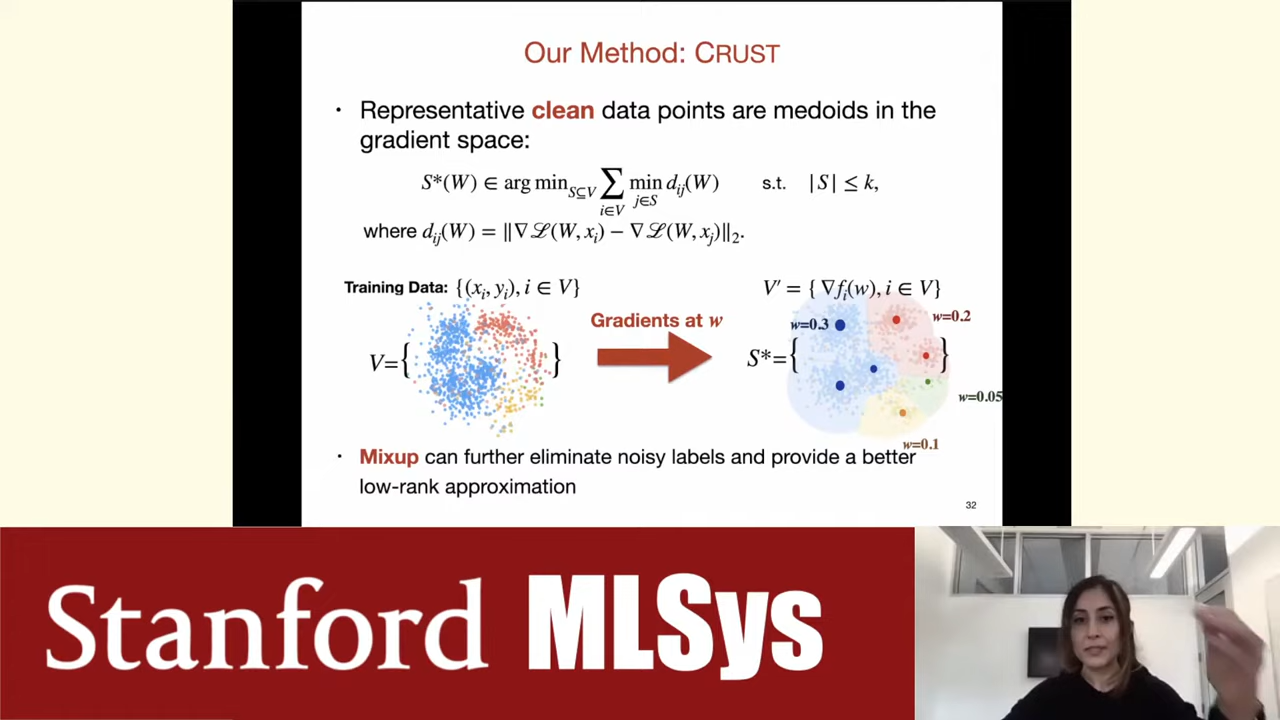 Our Method: CRUST
• Representative clean data points are medoids in the
gradient space:
S*(W) ∈ arg min_{S⊆V} ∑_{i∈V} min_{j∈S} d_{ij}(W) s.t. |S| ≤ k,
where d_{ij}(W) = ‖∇ℒ(W, x_i) − ∇ℒ(W, x_j)‖_2.
Training Data: {(x_i, y_i), i ∈ V}
V′ = { ∇f_i(w), i ∈ V}
Gradients at w
w=0.3
w=0.2
V={ }
S*={ }
w=0.05
w=0.1
• Mixup can further eliminate noisy labels and provide a better
low-rank approximation
32
Stanford MLSys